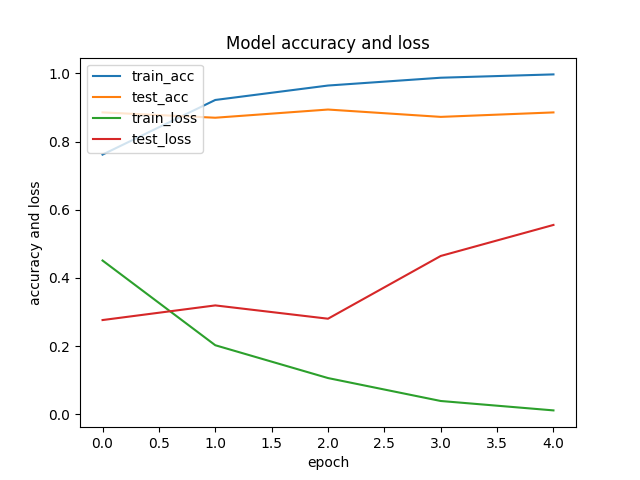 Model accuracy and loss
train_acc
test_acc
train_loss
test_loss
accuracy and loss
1.0
0.8
0.6
0.4
0.2
0.0
0.0 0.5 1.0 1.5 2.0 2.5 3.0 3.5 4.0
epoch